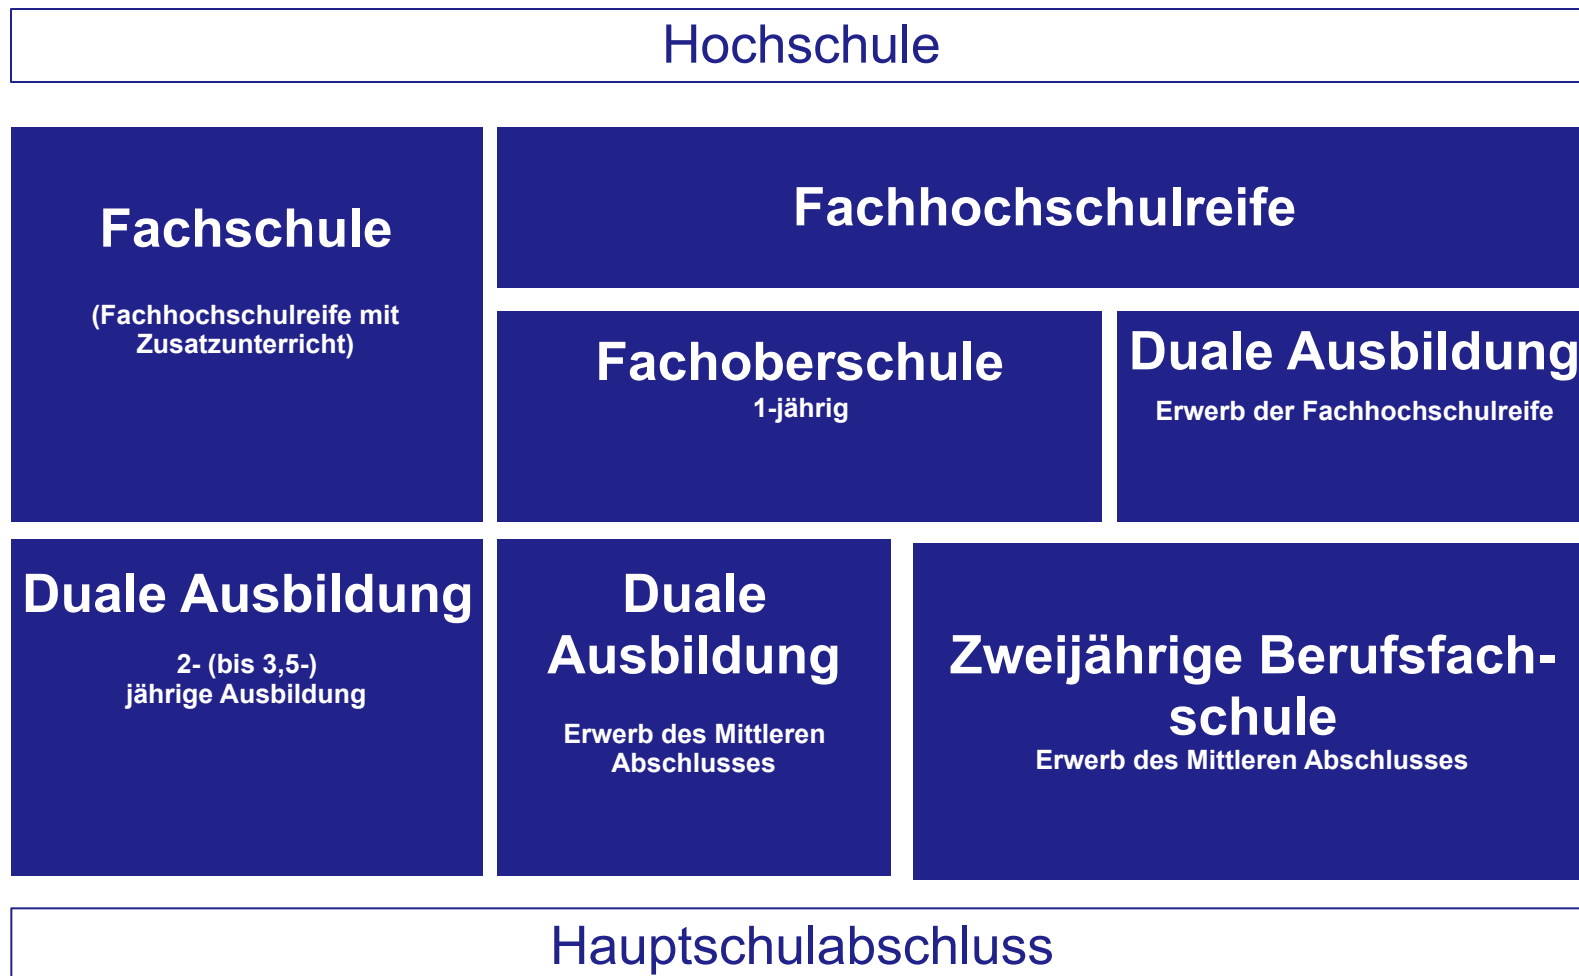 Hochschule
Fachschule
(Fachhochschulreife mit
Zusatzunterricht)
Fachhochschulreife
Fachoberschule
1-jährig
Duale Ausbildung
Erwerb der Fachhochschulreife
Duale Ausbildung
2- (bis 3,5-)
jährige Ausbildung
Duale
Ausbildung
Erwerb des Mittleren
Abschlusses
Zweijährige Berufsfach-
schule
Erwerb des Mittleren Abschlusses
Hauptschulabschluss